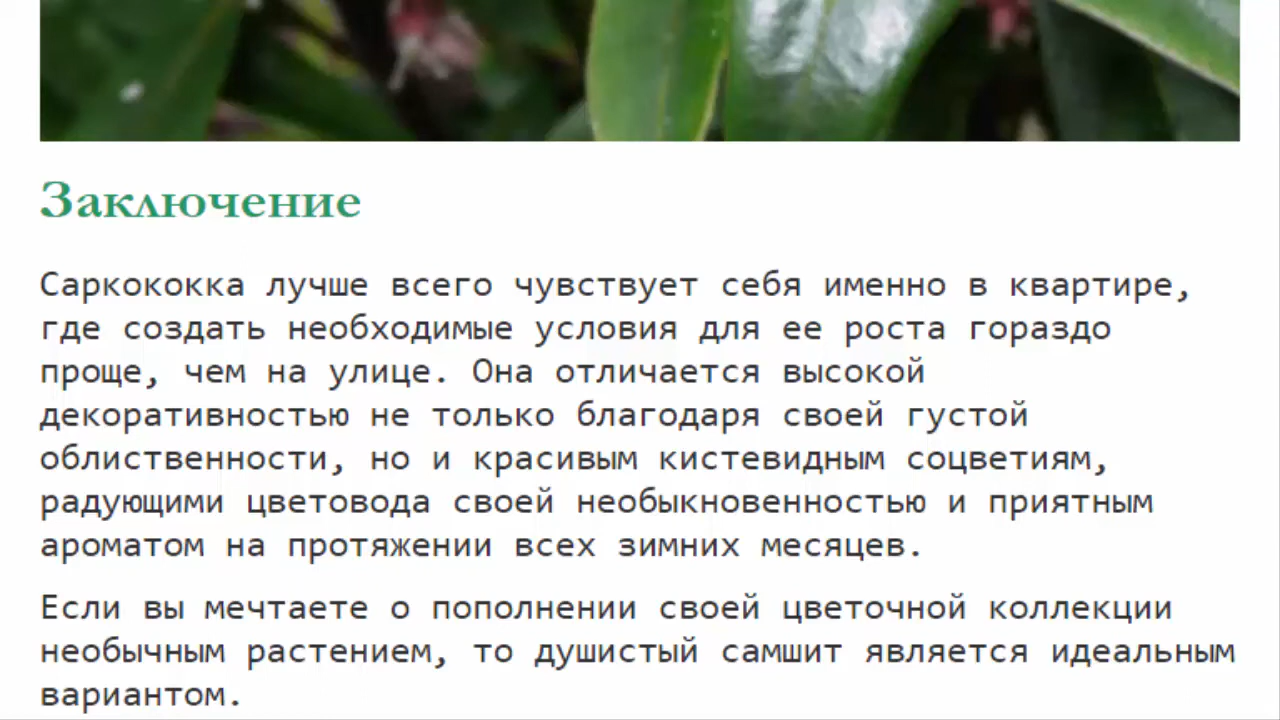 Заключение
Саркококка лучше всего чувствует себя именно в квартире,
где создать необходимые условия для ее роста гораздо
проще, чем на улице. Она отличается высокой
декоративностью не только благодаря своей густой
облиственности, но и красивым кистевидным соцветиям,
радующими цветовода своей необыкновенностью и приятным
ароматом на протяжении всех зимних месяцев.
Если вы мечтаете о пополнении своей цветочной коллекции
необычным растением, то душистый самшит является идеальным
вариантом.